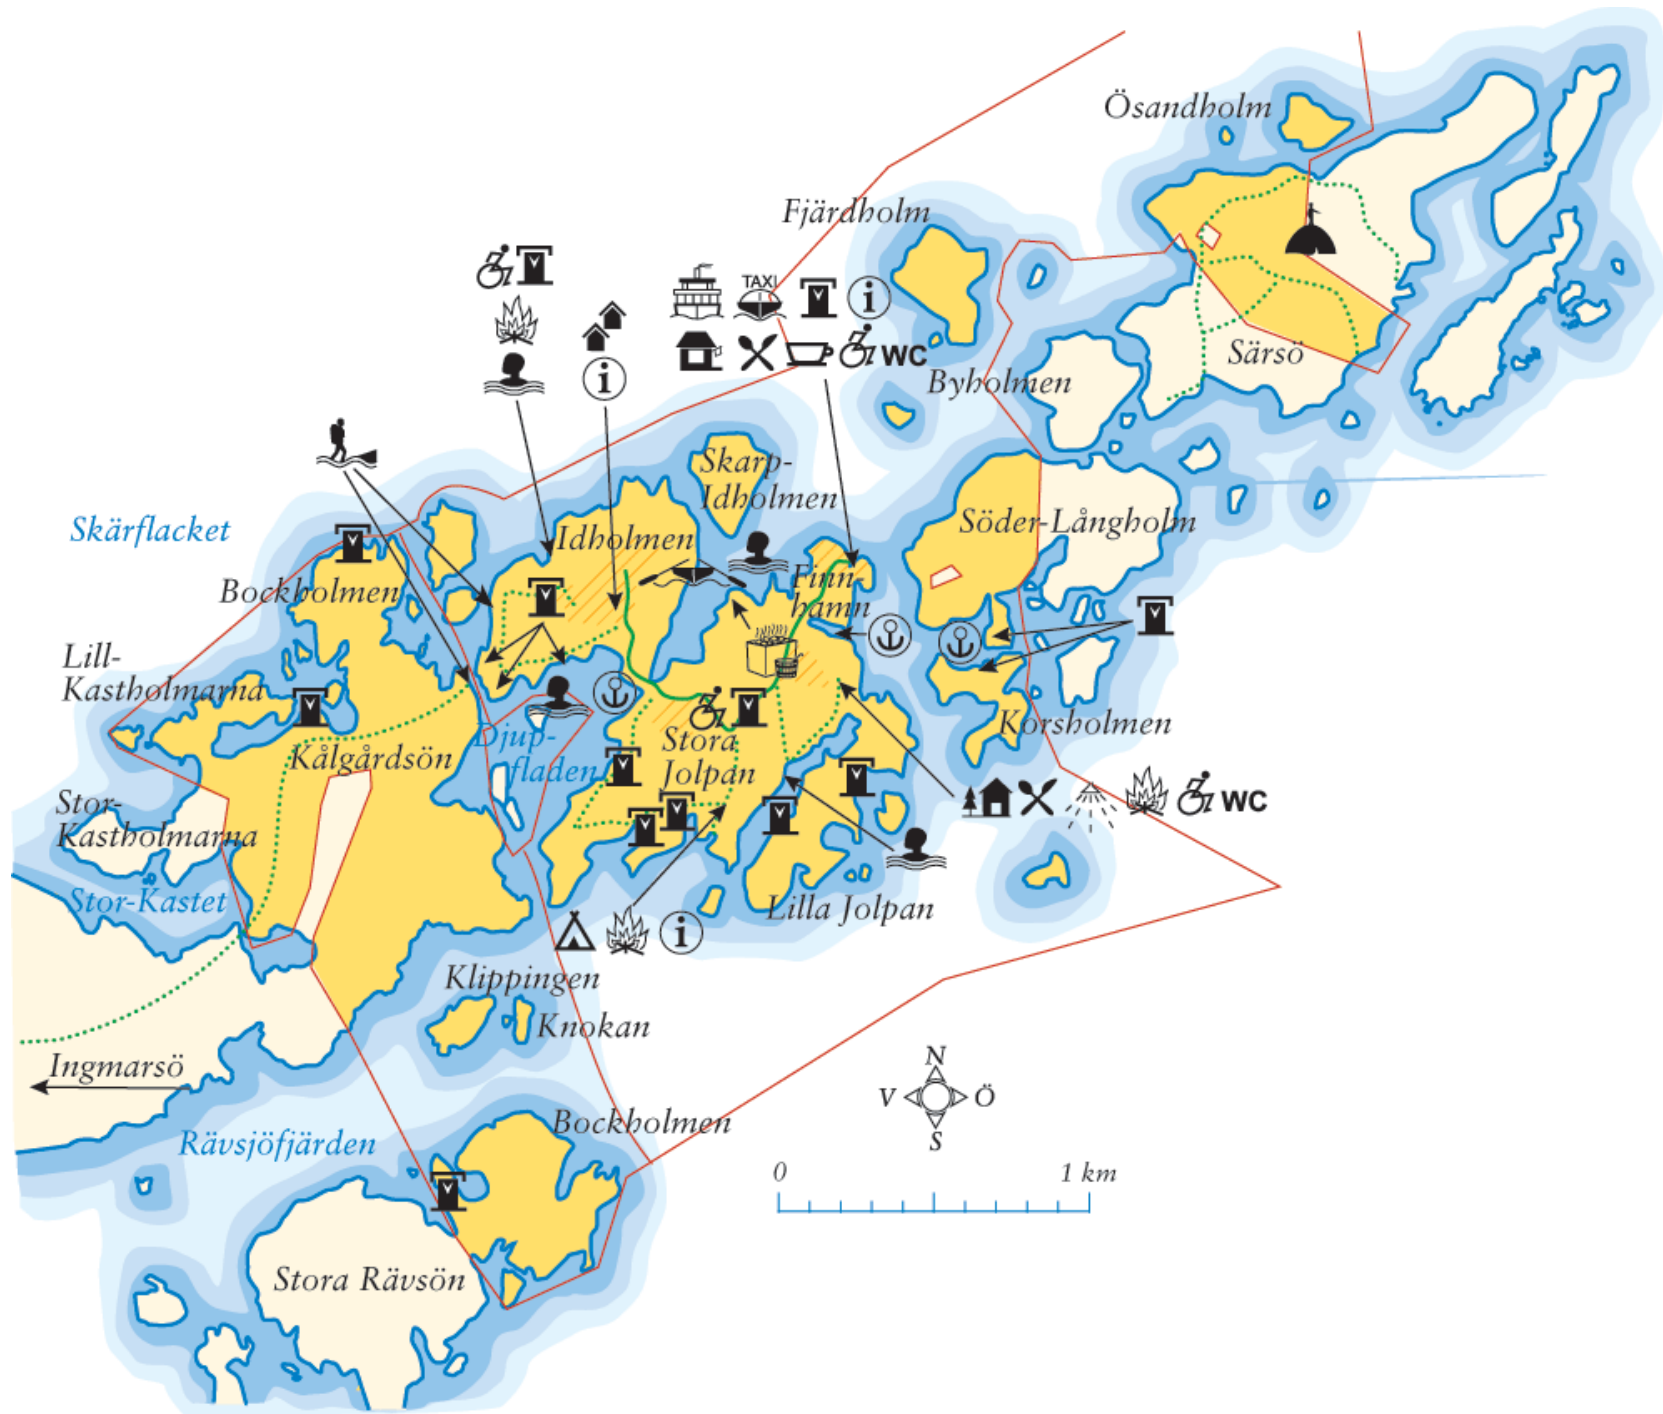 Ösandholm
Fjärdholm
TAXI
i
WC
i
Byholmen
Särsö
Skarp-
Idholmen
Skärflacket
Idholmen
Söder-Långholm
Bockholmen
Finn-
hamn
Lill-
Kastholmarna
Korsholmen
Djup-
fladen
Stora
Jolpan
Kålgårdsön
Stor-
Kastholmarna
WC
Stor-Kastet
Lilla Jolpan
i
Klippingen
Knokan
Ingmarsö
N
V
Ö
S
Bockholmen
Rävsjöfjärden
0
1 km
Stora Rävsön